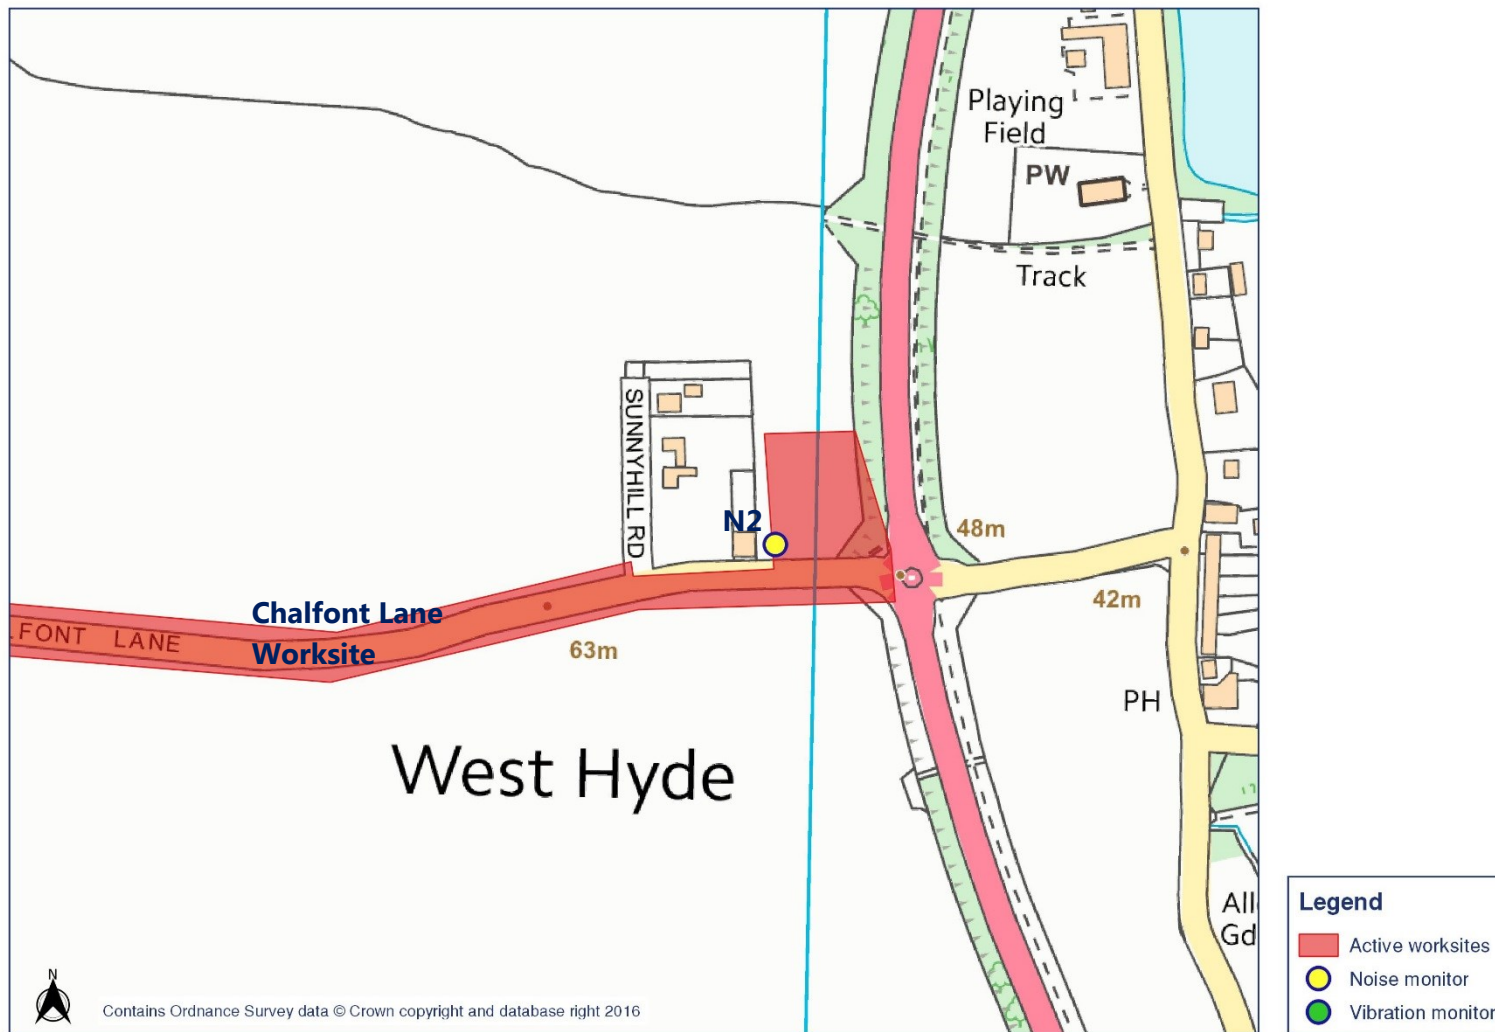 Playing
Field
PW
Track
SUNNYHILL RD
N2
48m
42m
Chalfont Lane
Worksite
LFONT LANE
63m
PH
West Hyde
All
Gd
N
Contains Ordnance Survey data © Crown copyright and database right 2016
Legend
Active worksites
Noise monitor
Vibration monitor